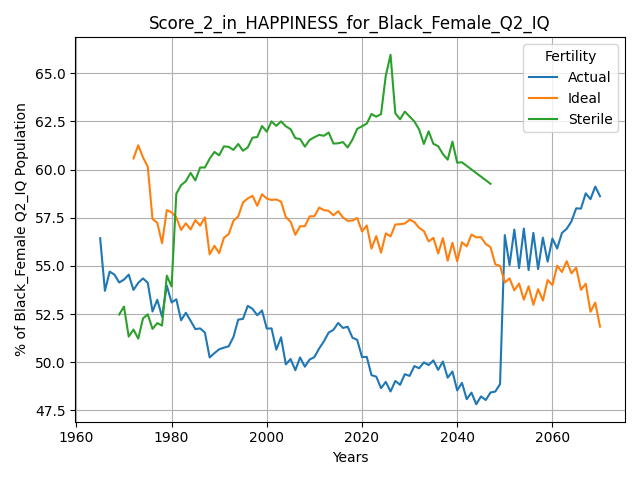 Score_2_in_HAPPINESS_for_Black_Female_Q2_IQ
% of Black_Female Q2_IQ Population
65.0
62.5
60.0
57.5
55.0
52.5
50.0
47.5
Fertility
Actual
Ideal
Sterile
1960 1980 2000 2020 2040 2060
Years